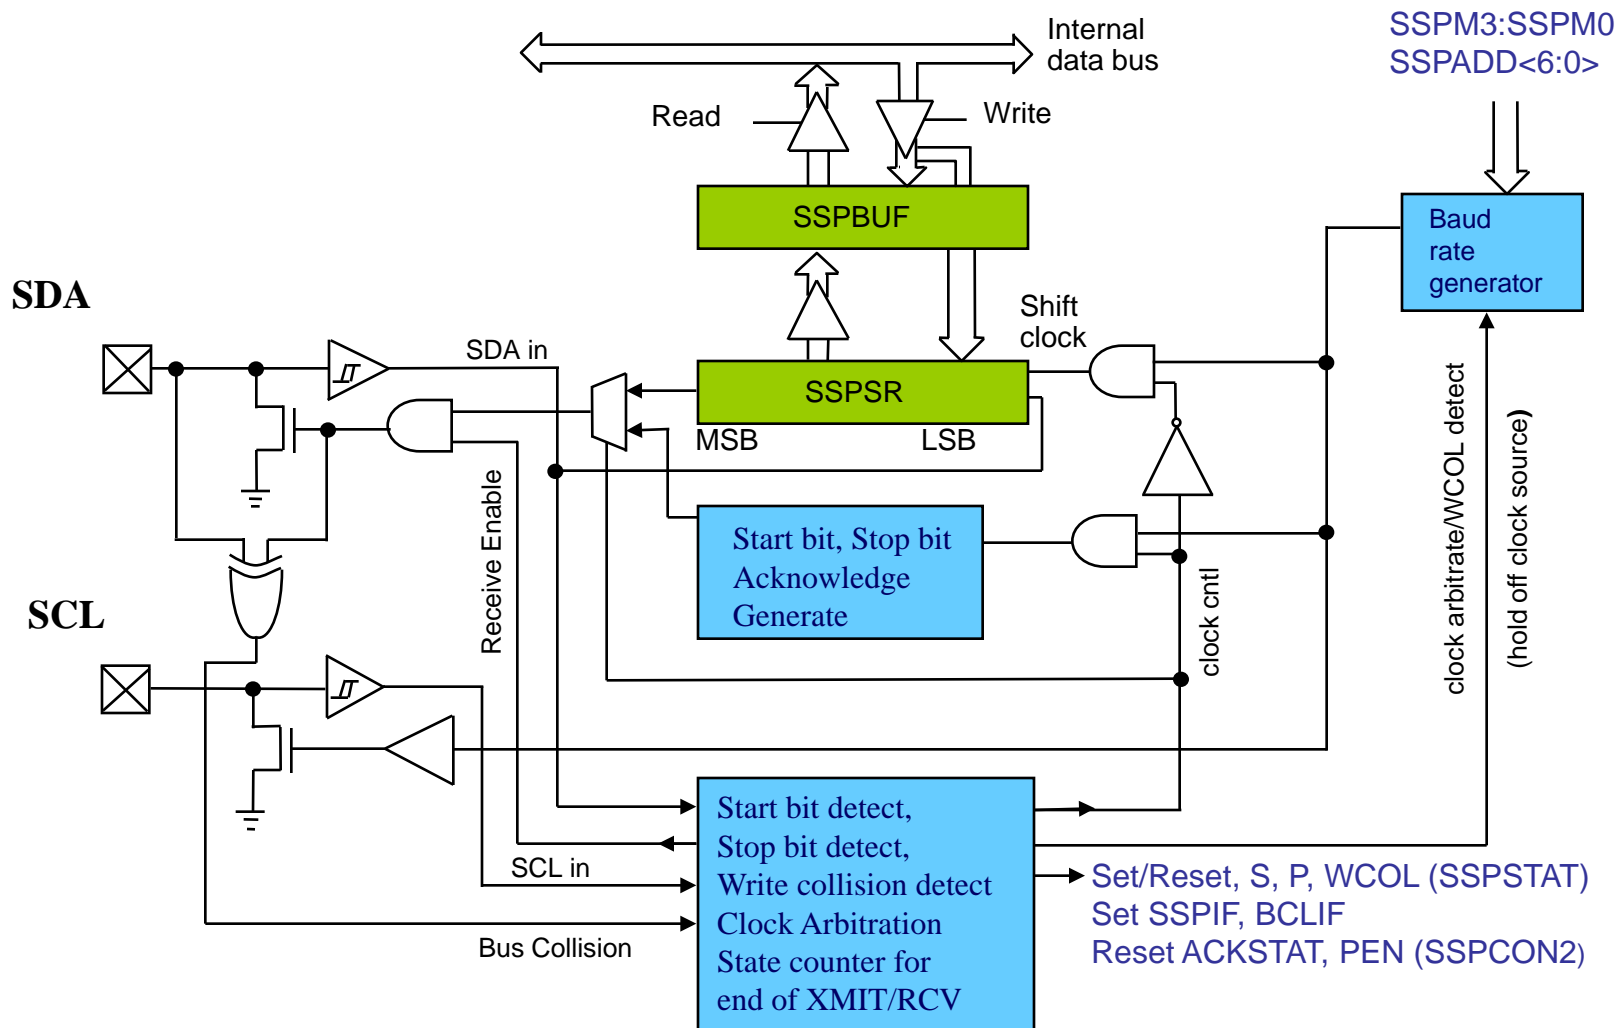 Internal
data bus
SSPM3:SSPM0
SSPADD<6:0>
Read
Write
SSPBUF
Baud
rate
generator
SDA
Shift
clock
SDA in
SSPSR
MSB
LSB
clock arbitrate/WCOL detect
(hold off clock source)
Receive Enable
Start bit, Stop bit
Acknowledge
Generate
clock cntl
SCL
Start bit detect,
Stop bit detect,
Write collision detect
Clock Arbitration
State counter for
end of XMIT/RCV
SCL in
Bus Collision
Set/Reset, S, P, WCOL (SSPSTAT)
Set SSPIF, BCLIF
Reset ACKSTAT, PEN (SSPCON2)